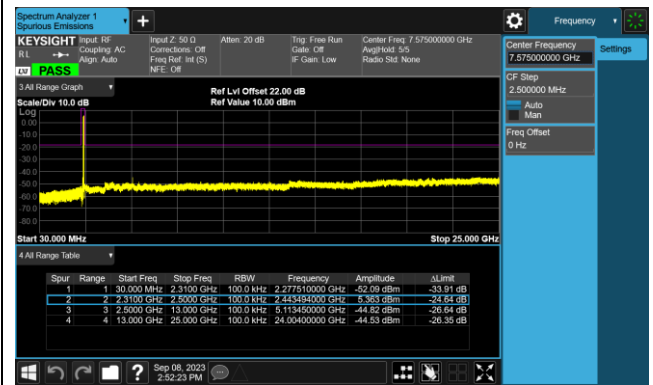 Spectrum Analyzer 1
Spurious Emissions
Frequency
KEYSIGHT
RL
PASS
Input: RF
Coupling: AC
Align: Auto
Input Z: 50 Ω
Corrections: Off
Freq Ref: Int (S)
NFE: Off
Atten: 20 dB
Trig: Free Run
Gate: Off
IF Gain: Low
Center Freq: 7.575000000 GHz
Avg|Hold: 5/5
Radio Std: None
Center Frequency
7.575000000 GHz
Settings
CF Step
2.500000 MHz
Auto
Man
Freq Offset
0 Hz
3 All Range Graph
Scale/Div 10.0 dB
Ref Lvl Offset 22.00 dB
Ref Value 10.00 dBm
Log
0.00
-10.0
-20.0
-30.0
-40.0
-50.0
-60.0
-70.0
-80.0
Start 30.000 MHz
Stop 25.000 GHz
4 All Range Table
Spur Range Start Freq Stop Freq RBW Frequency Amplitude ΔLimit
1 1 30.000 MHz 2.3100 GHz 100.0 kHz 2.277510000 GHz -52.09 dBm -33.91 dB
2 2 2.3100 GHz 2.5000 GHz 100.0 kHz 2.443494000 GHz 5.363 dBm -24.64 dB
3 3 2.5000 GHz 13.000 GHz 100.0 kHz 5.113450000 GHz -44.82 dBm -26.64 dB
4 4 13.000 GHz 25.000 GHz 100.0 kHz 24.00400000 GHz -44.53 dBm -26.35 dB
Sep 08, 2023
2:52:23 PM